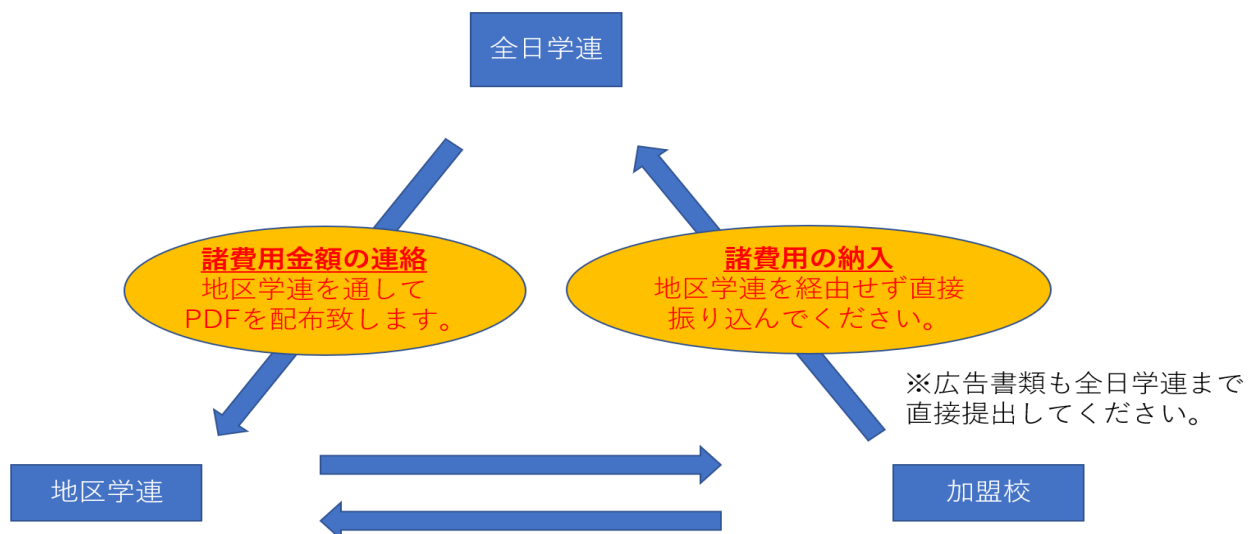 全日学連
諸費用金額の連絡
地区学連を通して
PDFを配布致します。
諸費用の納入
地区学連を経由せず直接
振り込んでください。
※広告書類も全日学連まで
直接提出してください。
地区学連
加盟校